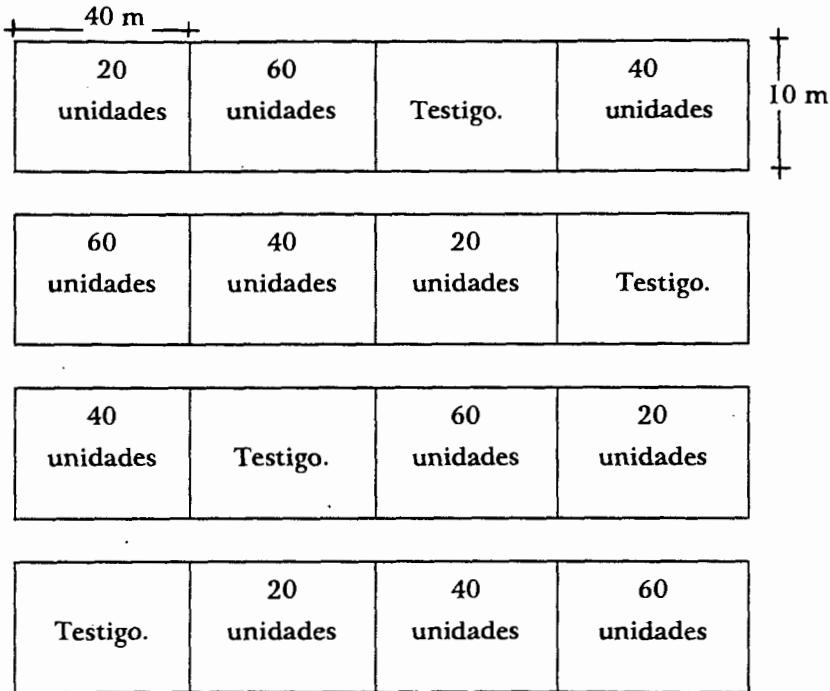 40 m
20 60 40
unidades unidades Testigo. unidades
10 m
60 40 20
unidades unidades unidades Testigo.
40 60 20
unidades Testigo. unidades unidades
20 40 60
Testigo. unidades unidades unidades